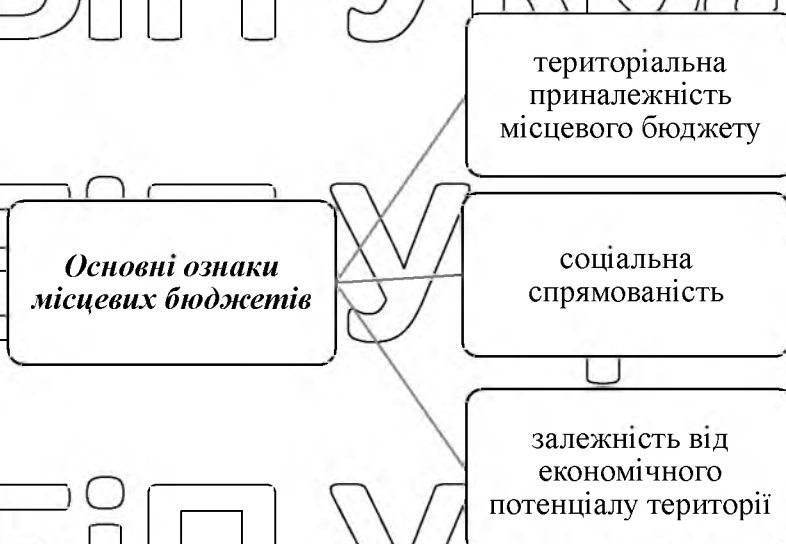 територіальна
приналежність
місцевого бюджету
Основні ознаки
місцевих бюджетів
соціальна
спрямованість
залежність від
економічного
потенціалу території